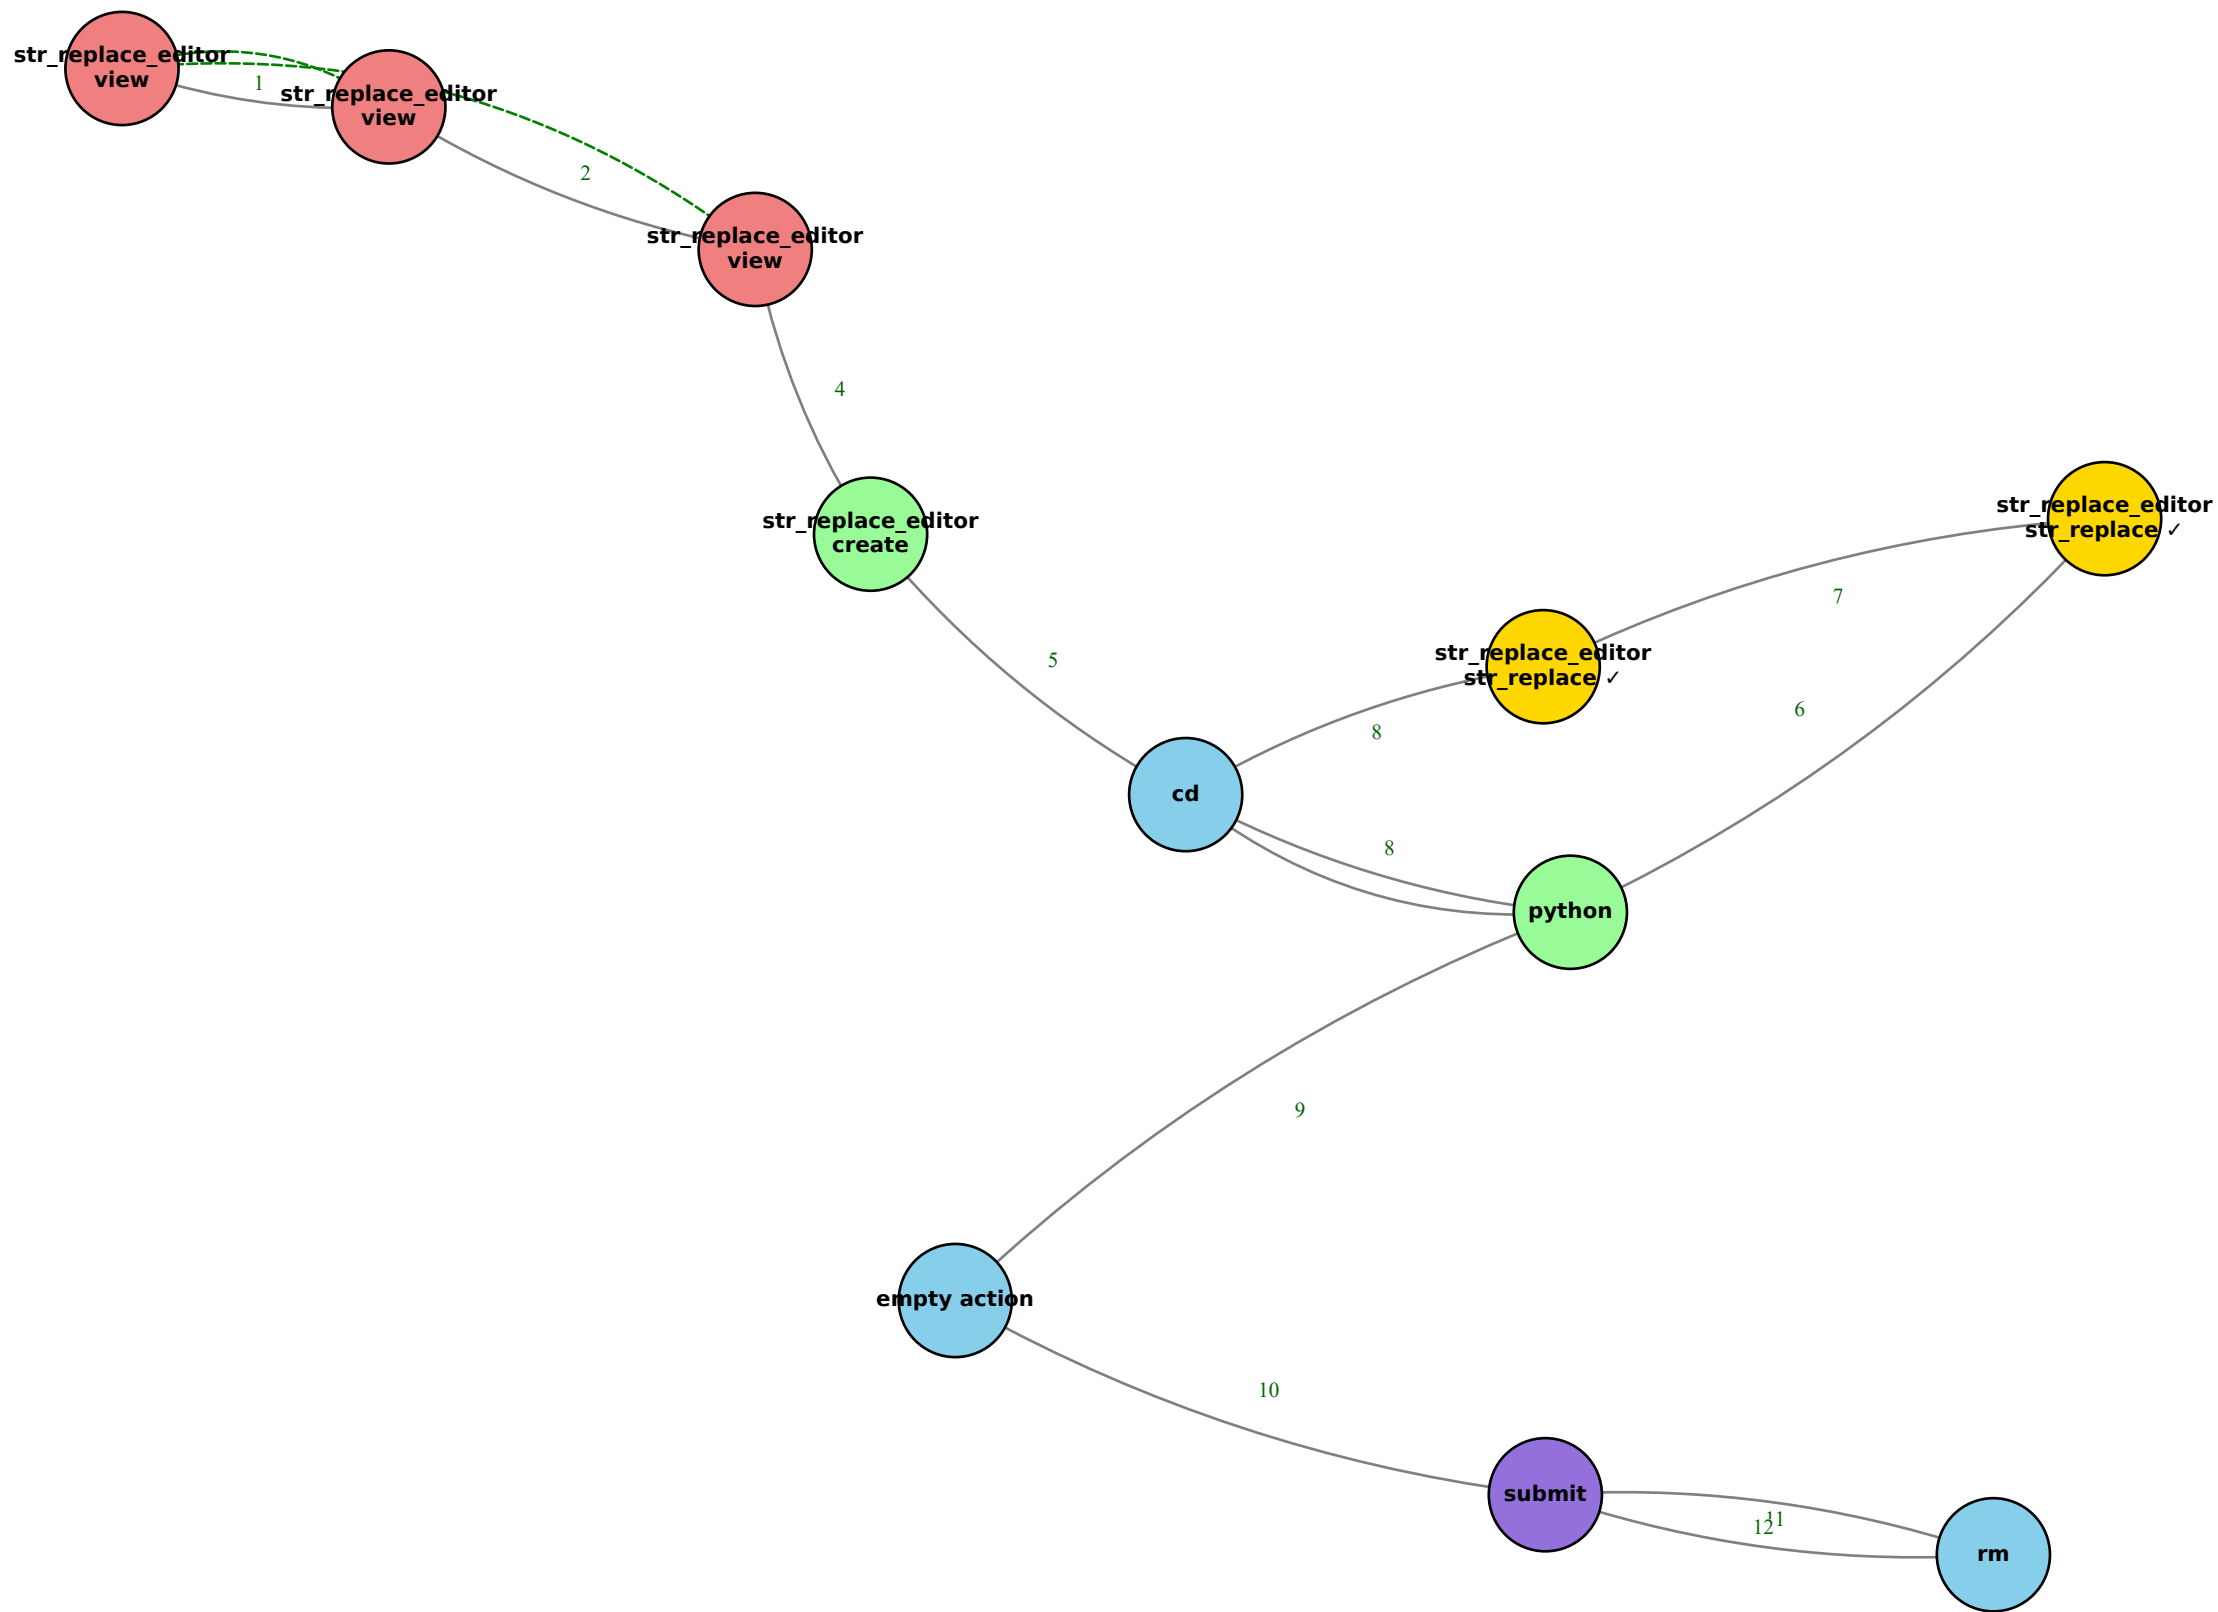 str_replace_editor
view
1
str_replace_editor
view
2
str_replace_editor
view
4
str_replace_editor
create
str_replace_editor
str_replace ✓
7
5
str_replace_editor
str_replace ✓
6
8
cd
8
python
9
empty action
10
submit
11
12
rm